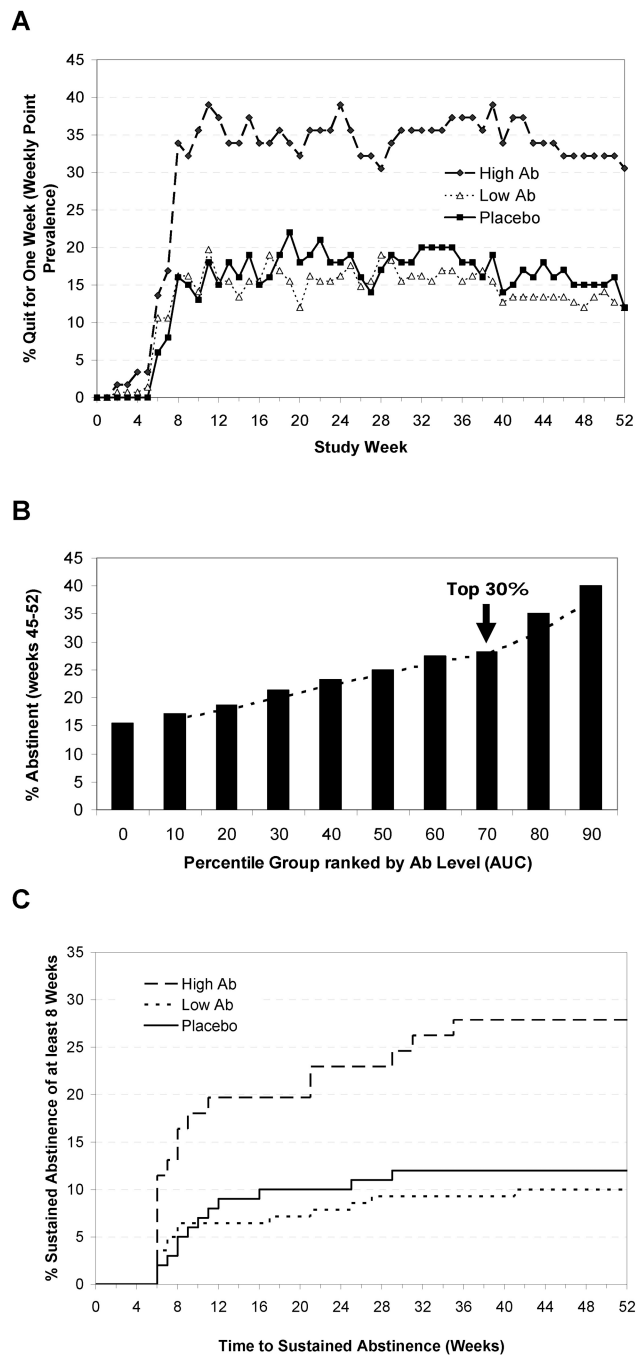 A
45
40
35
30
25
20
15
10
5
0
% Quit for One Week (Weekly Point
Prevalence)
High Ab
Low Ab
Placebo
0 4 8 12 16 20 24 28 32 36 40 44 48 52
Study Week
B
45
40
35
30
25
20
15
10
5
0
% Abstinent (weeks 45-52)
Top 30%
0 10 20 30 40 50 60 70 80 90
Percentile Group ranked by Ab Level (AUC)
C
35
30
25
20
15
10
5
0
% Sustained Abstinence of at least 8 Weeks
High Ab
Low Ab
Placebo
0 4 8 12 16 20 24 28 32 36 40 44 48 52
Time to Sustained Abstinence (Weeks)